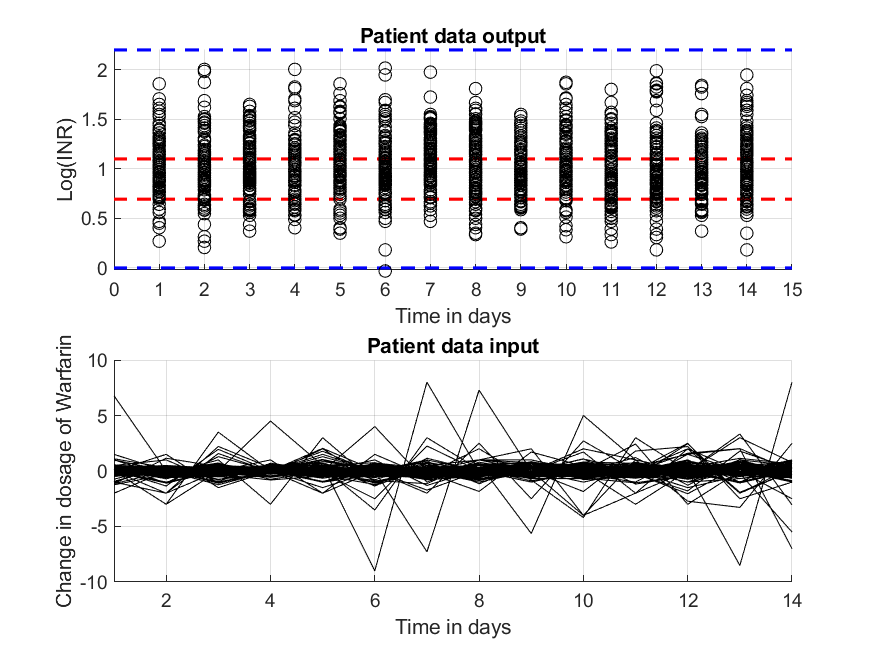 Patient data output
Log(INR)
2
1.5
1
0.5
0
0 1 2 3 4 5 6 7 8 9 10 11 12 13 14 15
Time in days
Patient data input
Change in dosage of Warfarin
10
5
0
-5
-10
2 4 6 8 10 12 14
Time in days